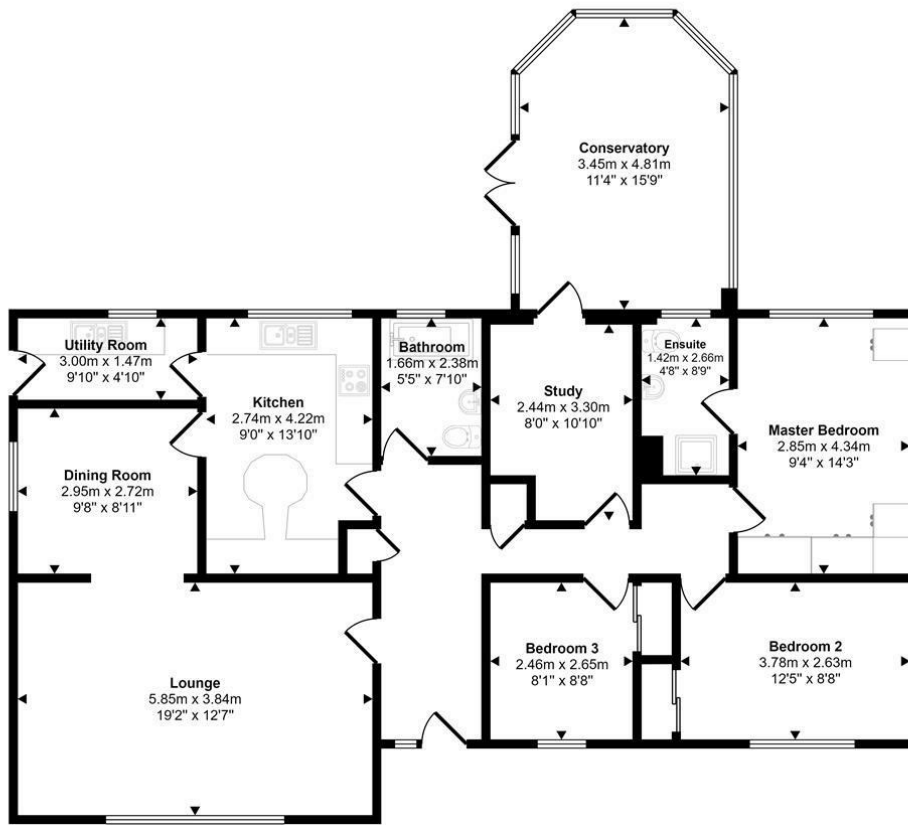 Conservatory
3.45m x 4.81m
11'4" x 15'9"
Utility Room
3.00m x 1.47m
9'10" x 4'10"
Kitchen
2.74m x 4.22m
9'0" x 13'10"
Bathroom
1.66m x 2.38m
5'5" x 7'10"
Study
2.44m x 3.30m
8'0" x 10'10"
Ensuite
1.42m x 2.66m
4'8" x 8'9"
Master Bedroom
2.85m x 4.34m
9'4" x 14'3"
Dining Room
2.95m x 2.72m
9'8" x 8'11"
Lounge
5.85m x 3.84m
19'2" x 12'7"
Bedroom 3
2.46m x 2.65m
8'1" x 8'8"
Bedroom 2
3.78m x 2.63m
12'5" x 8'8"